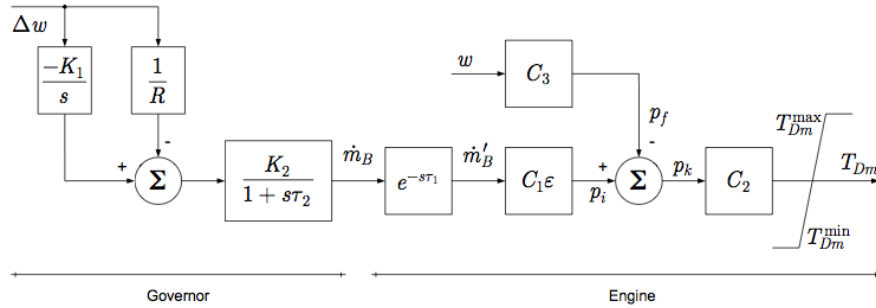 Δw
-K₁/s
1/R
+
-
Σ
K₂/(1 + sτ₂)
ṁ_B
e^{-sτ₁}
ṁ′_B
C₁ε
w
C₃
p_f
+
-
p_i
Σ
p_k
C₂
T_{Dm}^{max}
T_{Dm}
T_{Dm}^{min}
Governor
Engine